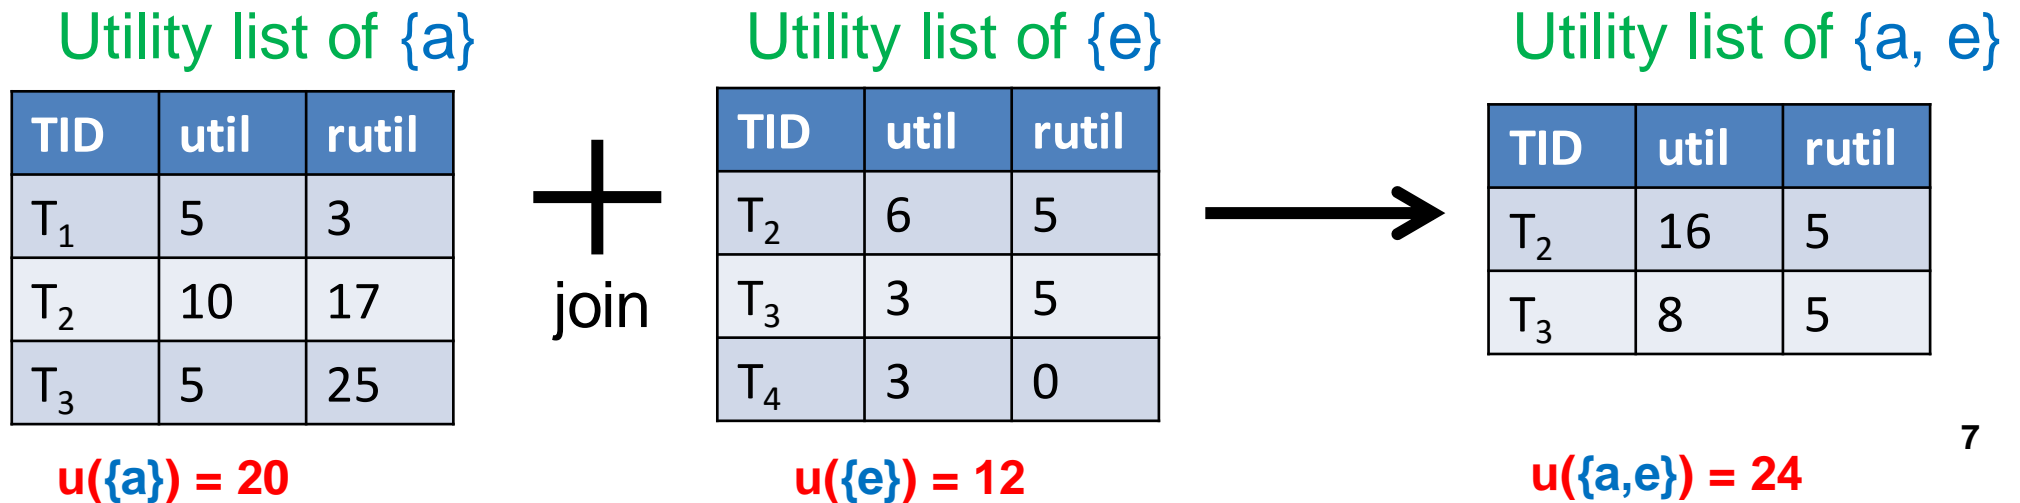 Utility list of {a}
TID util rutil
T1 5 3
T2 10 17
T3 5 25
u({a}) = 20
join
Utility list of {e}
TID util rutil
T2 6 5
T3 3 5
T4 3 0
u({e}) = 12
Utility list of {a, e}
TID util rutil
T2 16 5
T3 8 5
u({a,e}) = 24
7